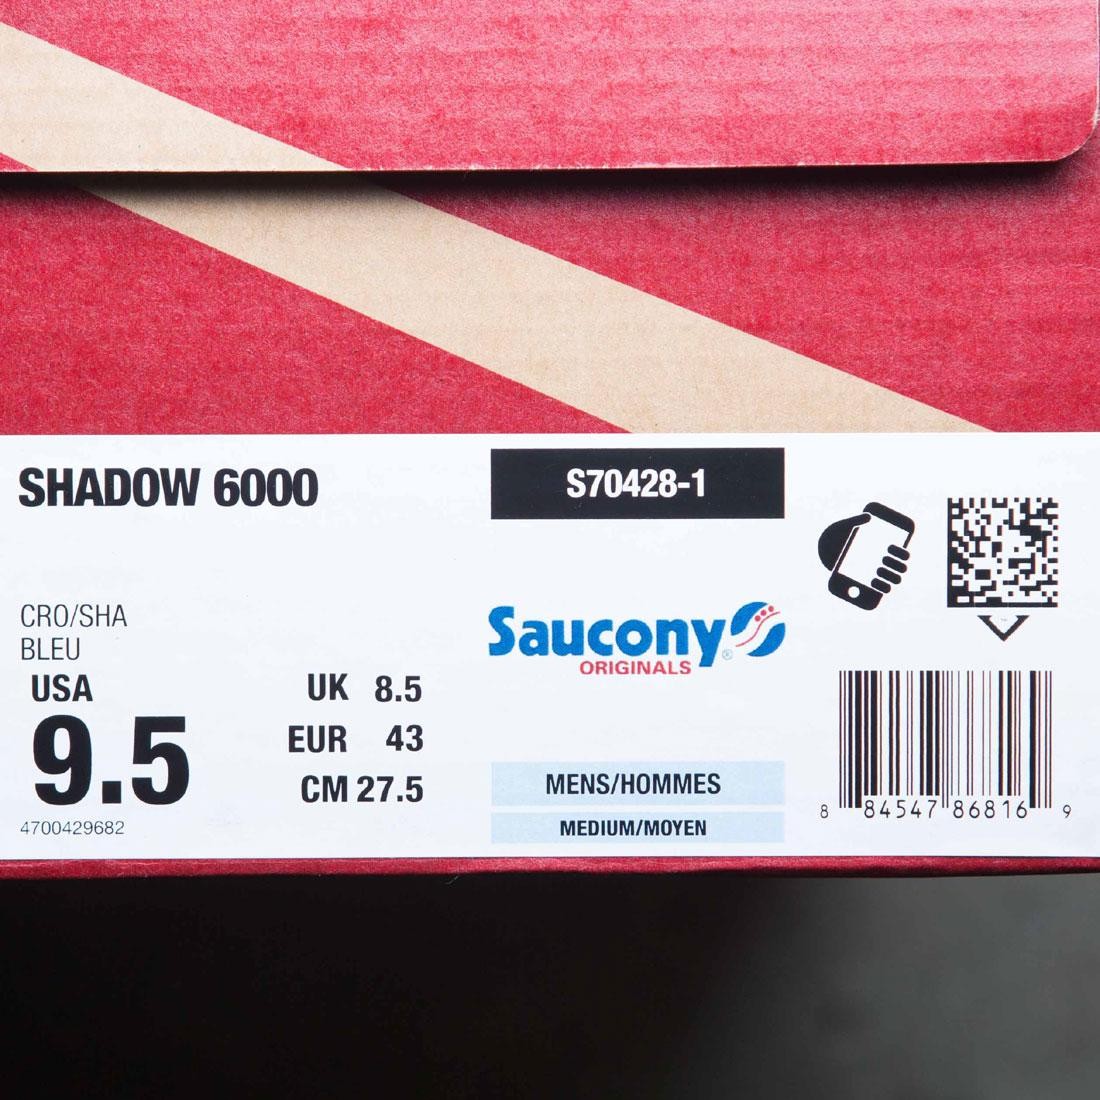 SHADOW 6000
S70428-1
CRO/SHA
BLEU
USA
9.5
UK 8.5
EUR 43
CM 27.5
4700429682
Saucony®
ORIGINALS
MENS/HOMMES
MEDIUM/MOYEN
8 84547 86816 9